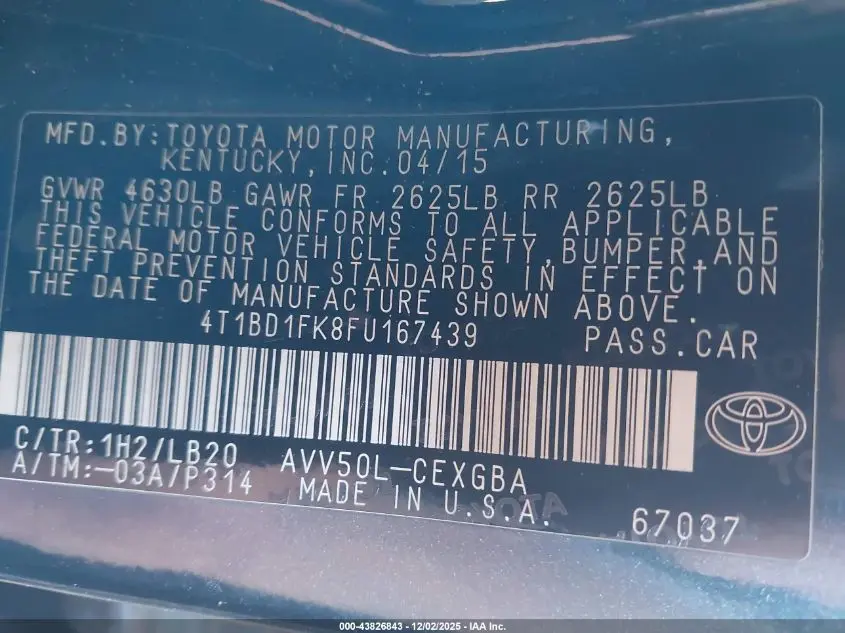 MFD.BY:TOYOTA MOTOR MANUFACTURING,
KENTUCKY,INC.04/15
GVWR 4630LB GAWR FR 2625LB RR 2625LB
THIS VEHICLE CONFORMS TO ALL APPLICABLE
FEDERAL MOTOR VEHICLE SAFETY,BUMPER,AND
THEFT PREVENTION STANDARDS IN EFFECT ON
THE DATE OF MANUFACTURE SHOWN ABOVE.
4T1BD1FK8FU167439 PASS.CAR
C/TR:1H2/LB20 AVV50L-CEXGBA
A/TM:-03A/P314 MADE IN U.S.A. 67037
000-43826843 | 12/02/2025 - IAA Inc.